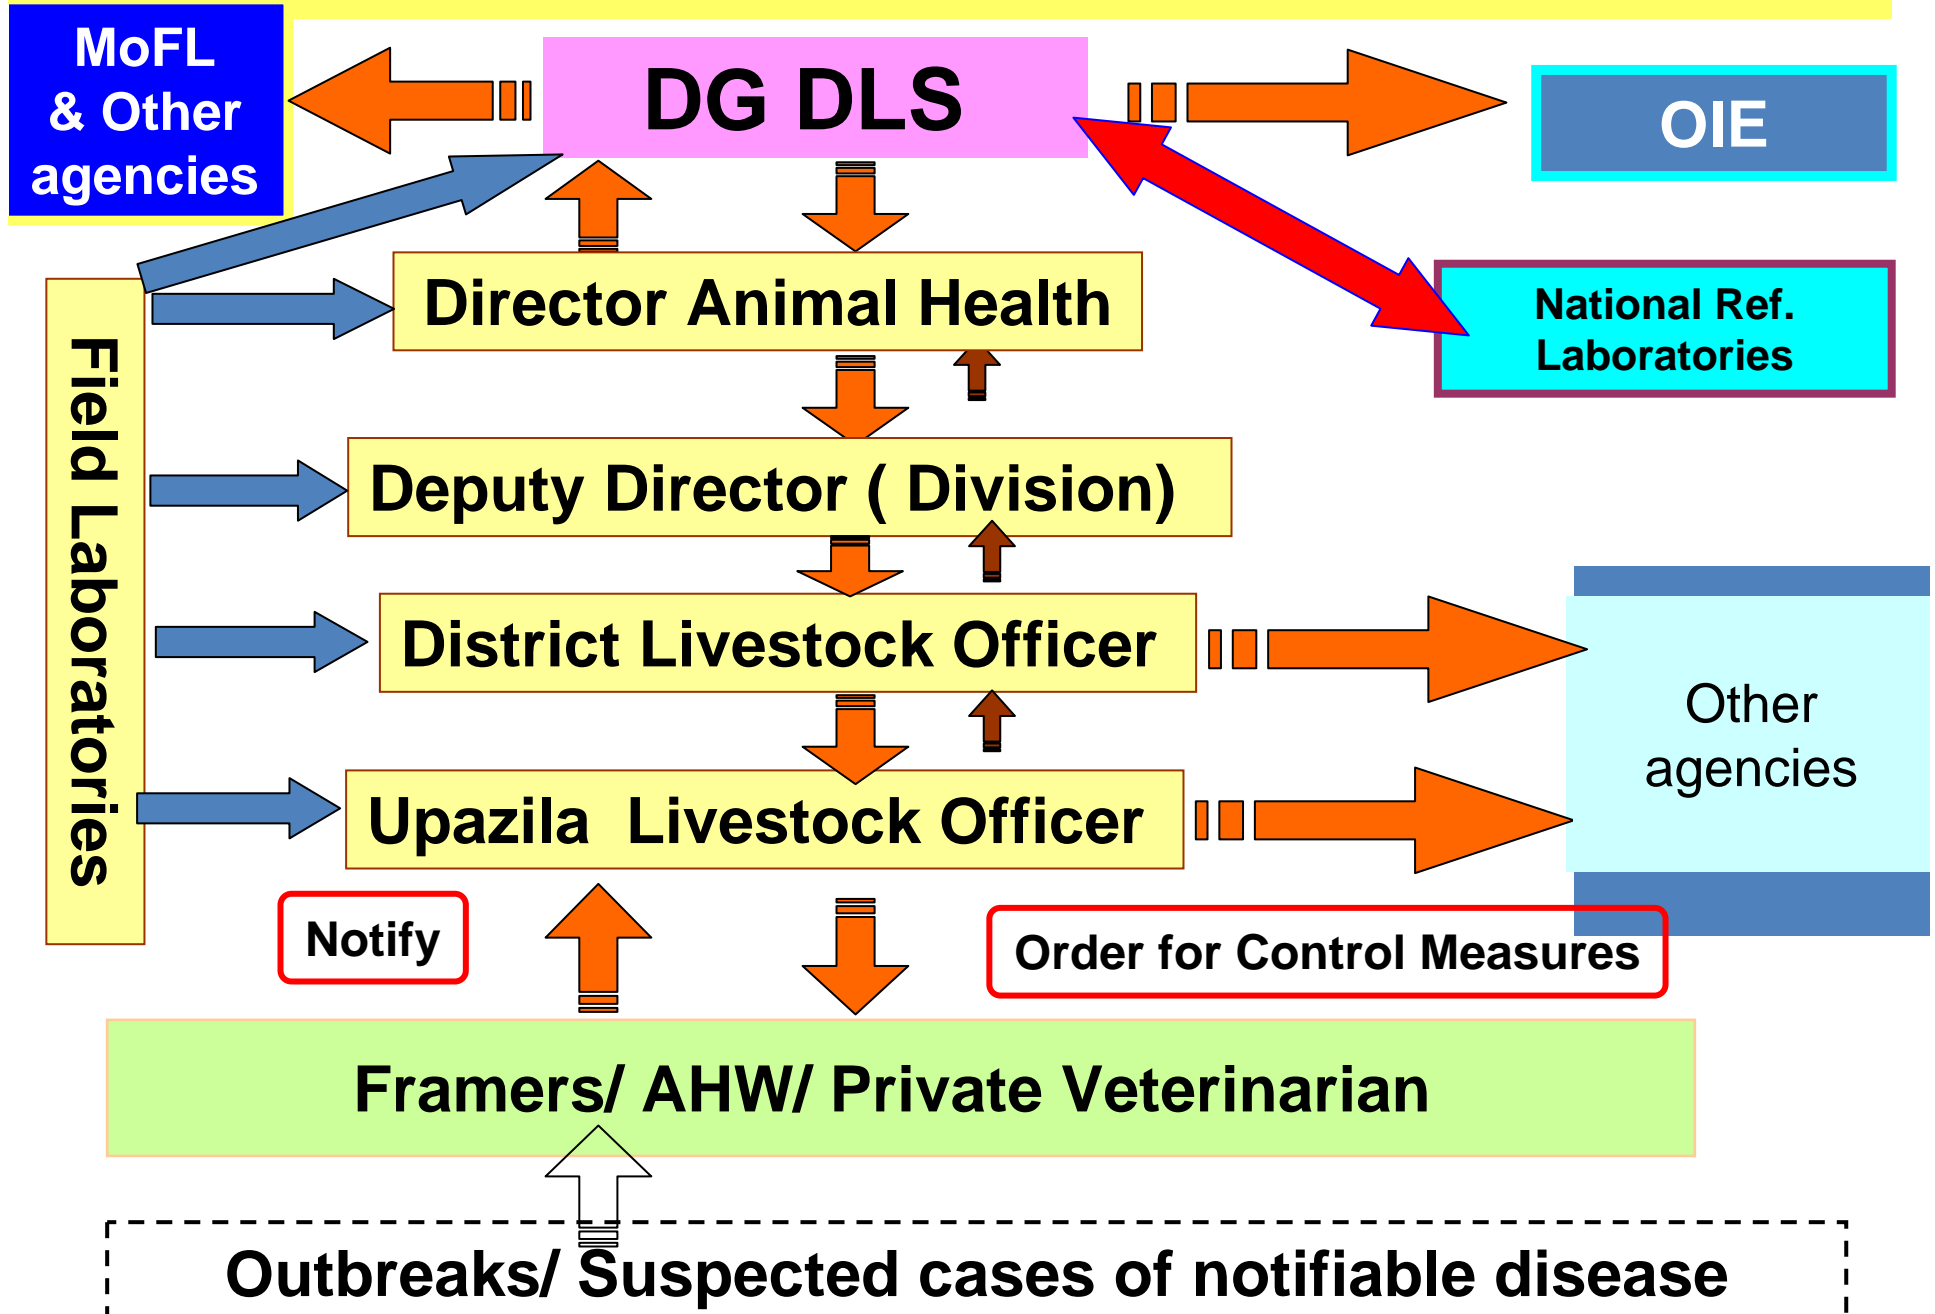 MoFL
& Other
agencies
DG DLS
OIE
Director Animal Health
National Ref.
Laboratories
Field Laboratories
Deputy Director ( Division)
District Livestock Officer
Other
agencies
Upazila Livestock Officer
Notify
Order for Control Measures
Framers/ AHW/ Private Veterinarian
Outbreaks/ Suspected cases of notifiable disease